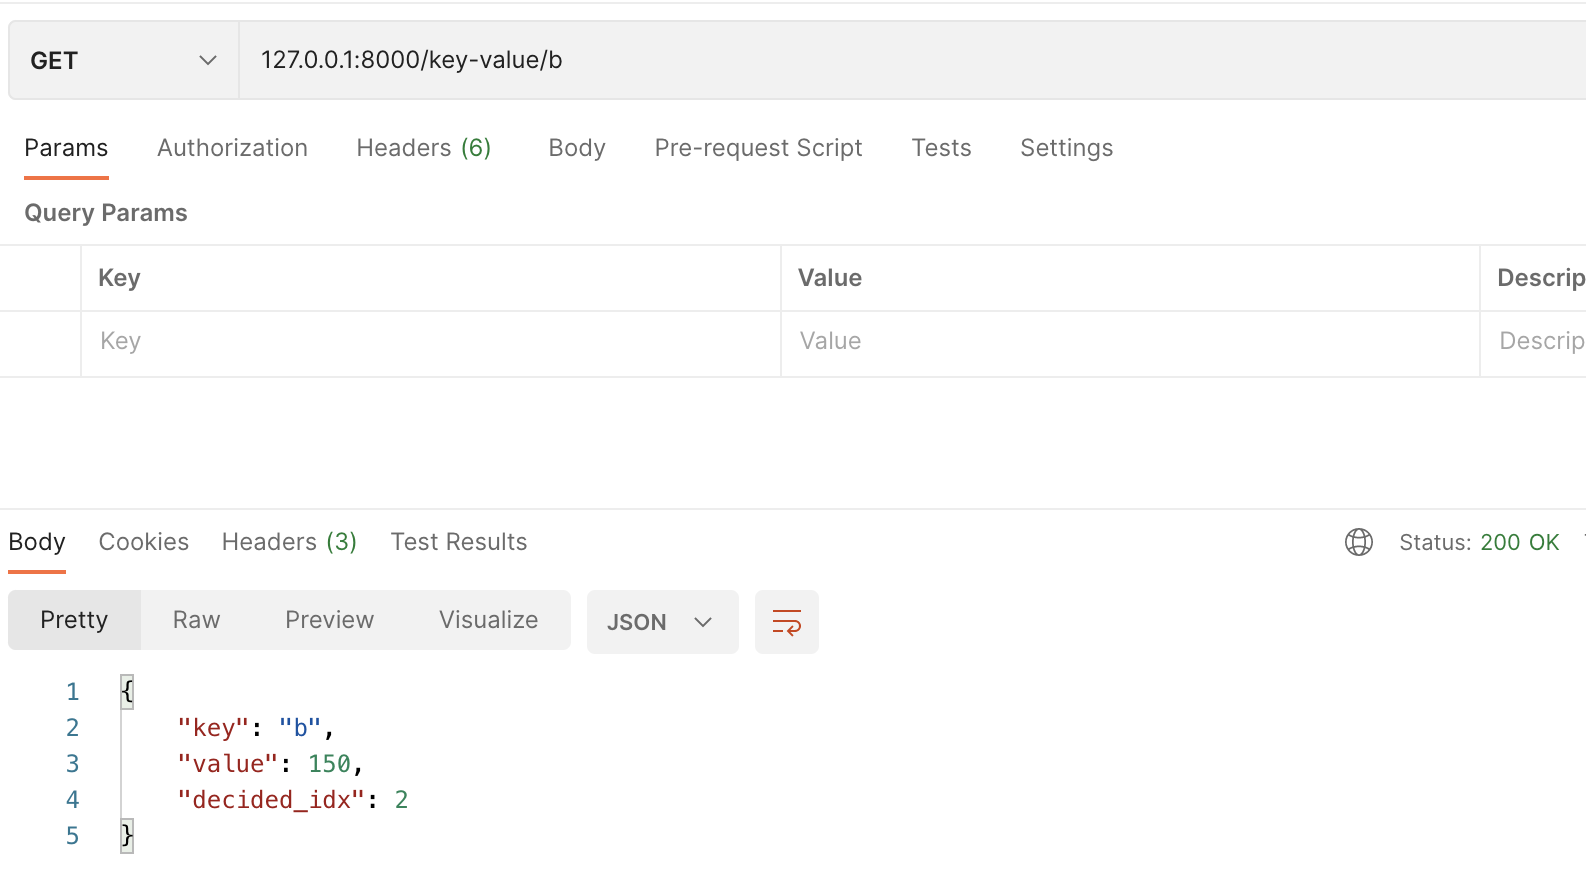 GET 127.0.0.1:8000/key-value/b
Params Authorization Headers (6) Body Pre-request Script Tests Settings
Query Params
Key Value Descrip
Key Value Descrip
Body Cookies Headers (3) Test Results Status: 200 OK
Pretty Raw Preview Visualize JSON
1 {
2 "key": "b",
3 "value": 150,
4 "decided_idx": 2
5 }